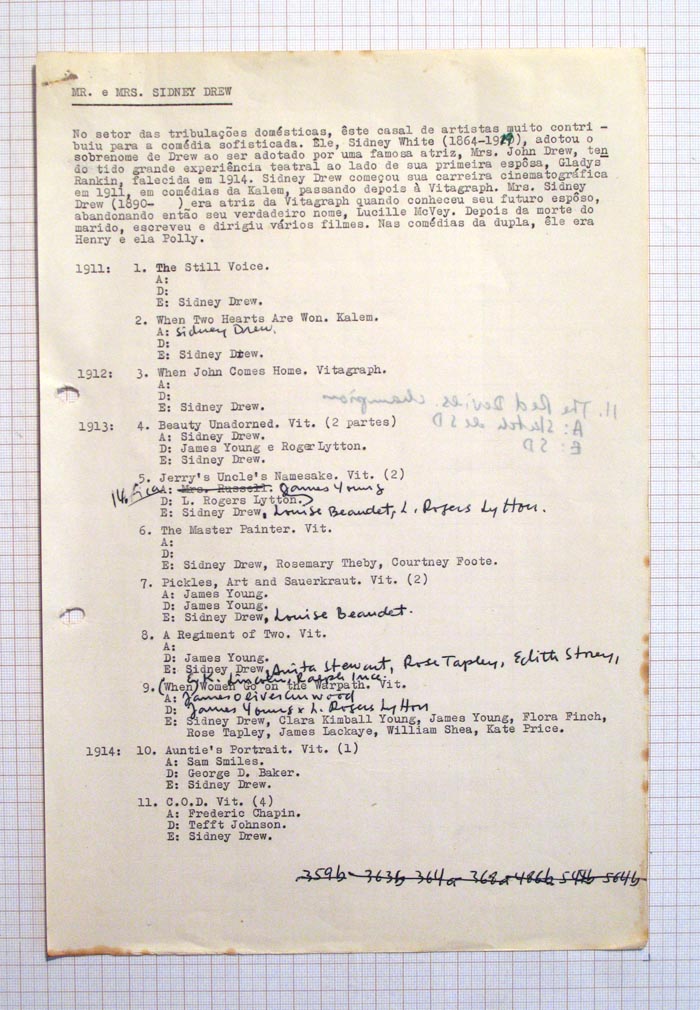 MR. e MRS. SIDNEY DREW
No setor das tribulações domésticas, êste casal de artistas muito contri -
buiu para a comédia sofisticada. Êle, Sidney White (1864-1919), adotou o
sobrenome de Drew ao ser adotado por uma famosa atriz, Mrs. John Drew, ten
do tido grande experiência teatral ao lado de sua primeira espôsa, Gladys
Rankin, falecida em 1914. Sidney Drew começou sua carreira cinematográfica
em 1911, em comédias da Kalem, passando depois à Vitagraph. Mrs. Sidney
Drew (1890-    ) era atriz da Vitagraph quando conheceu seu futuro espôso,
abandonando então seu verdadeiro nome, Lucille McVey. Depois da morte do
marido, escreveu e dirigiu vários filmes. Nas comédias da dupla, êle era
Henry e ela Polly.
1911: 1. The Still Voice.
A:
D:
E: Sidney Drew.
2. When Two Hearts Are Won. Kalem.
A: Sidney Drew.
D:
E: Sidney Drew.
1912: 3. When John Comes Home. Vitagraph.
A:
D:
E: Sidney Drew.
11. The Red Devils. champion
A: Sketch de SD
E: SD
1913: 4. Beauty Unadorned. Vit. (2 partes)
A: Sidney Drew.
D: James Young e Roger Lytton.
E: Sidney Drew.
5. Jerry's Uncle's Namesake. Vit. (2)
A: Mrs. Russell. James Young
D: L. Rogers Lytton.
E: Sidney Drew, Louise Beaudet, L. Rogers Lytton.
6. The Master Painter. Vit.
A:
D:
E: Sidney Drew, Rosemary Theby, Courtney Foote.
7. Pickles, Art and Sauerkraut. Vit. (2)
A: James Young.
D: James Young.
E: Sidney Drew, Louise Beaudet.
8. A Regiment of Two. Vit.
A:
D: James Young.
E: Sidney Drew, Anita Stewart, Rose Tapley, Edith Storey,
E.K. Lincoln, Ralph Ince.
9. (When) Women Go on the Warpath. Vit.
A: James Oliver Curwood
D: James Young x L. Rogers Lytton
E: Sidney Drew, Clara Kimball Young, James Young, Flora Finch,
Rose Tapley, James Lackaye, William Shea, Kate Price.
1914: 10. Auntie's Portrait. Vit. (1)
A: Sam Smiles.
D: George D. Baker.
E: Sidney Drew.
11. C.O.D. Vit. (4)
A: Frederic Chapin.
D: Tefft Johnson.
E: Sidney Drew.
359b- 363b 364a 368a 486b 544b 564b